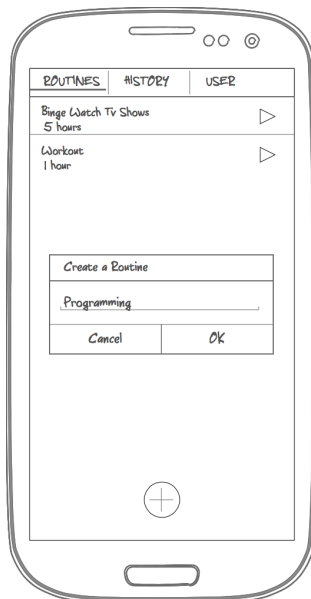 ROUTINES HISTORY USER
Binge Watch Tv Shows
5 hours
Workout
1 hour
Create a Routine
Programming
Cancel OK